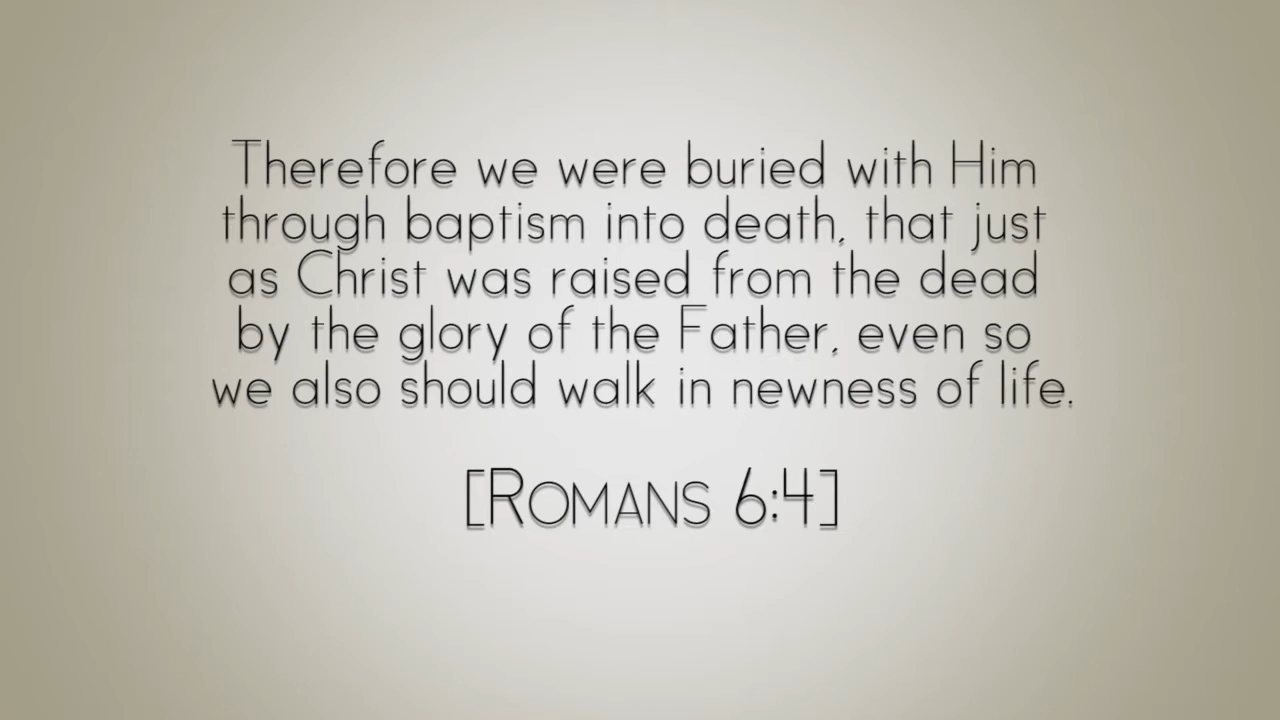 Therefore we were buried with Him
through baptism into death, that just
as Christ was raised from the dead
by the glory of the Father, even so
we also should walk in newness of life.
[ROMANS 6:4]